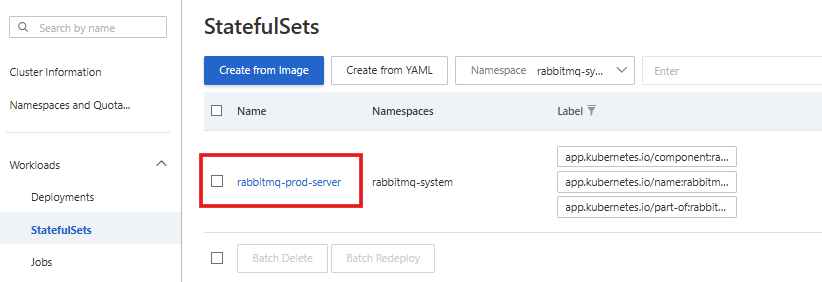 Search by name
Cluster Information
Namespaces and Quota...
Workloads
Deployments
StatefulSets
Jobs
StatefulSets
Create from Image
Create from YAML
Namespace
rabbitmq-sy...
Enter
Name
Namespaces
Label
rabbitmq-prod-server
rabbitmq-system
app.kubernetes.io/component:ra...
app.kubernetes.io/name:rabbitm...
app.kubernetes.io/part-of:rabbit...
Batch Delete
Batch Redeploy